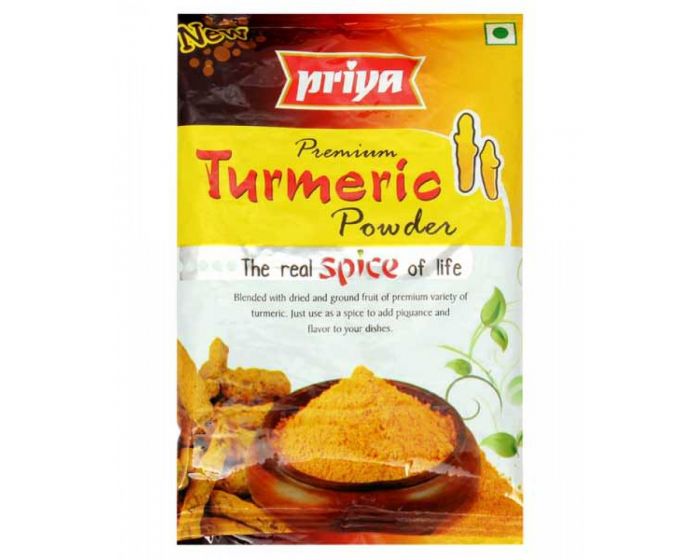 New
priya
Premium
Turmeric
Powder
The real spice of life
Blended with dried and ground fruit of premium variety of
turmeric. Just use as a spice to add piquance and
flavor to your dishes.